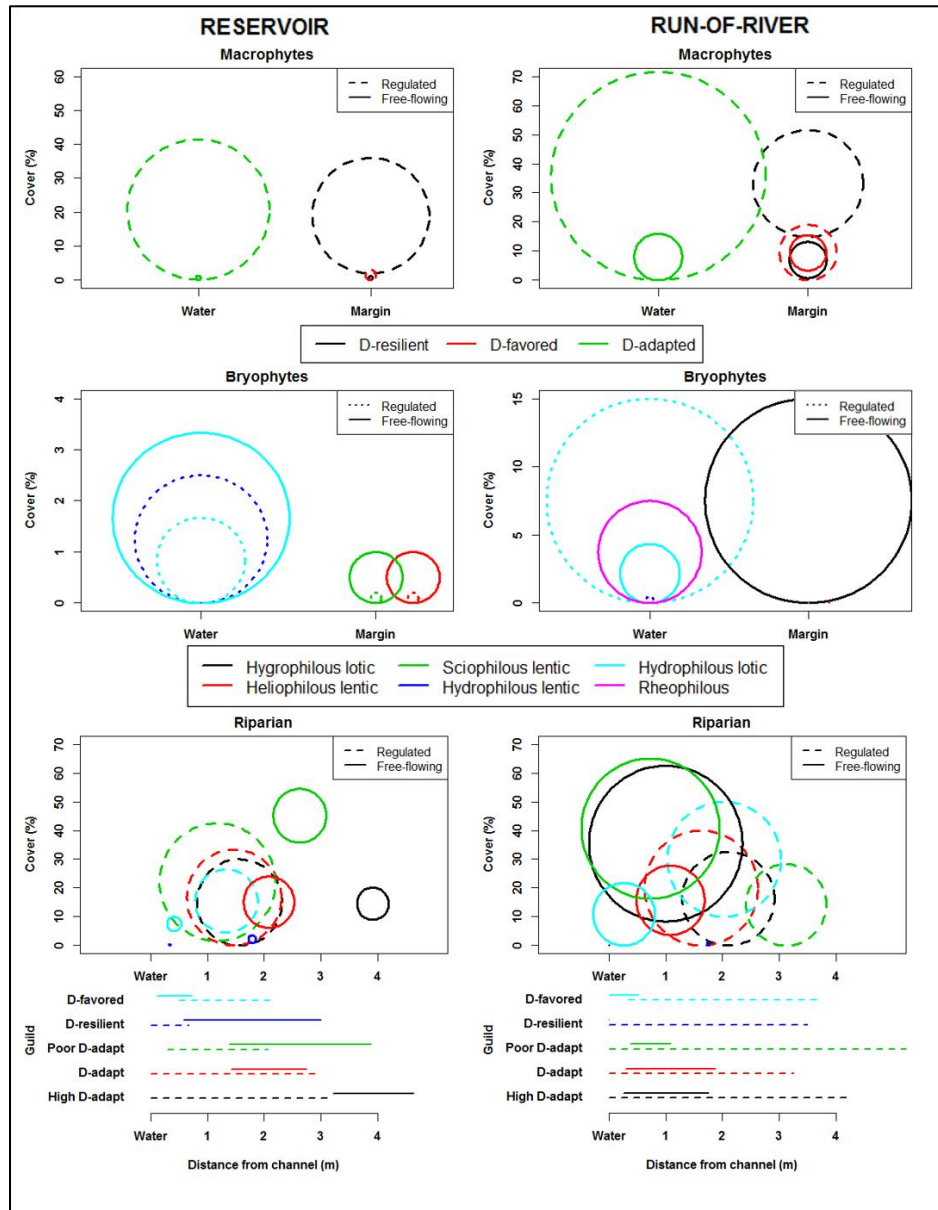 RESERVOIR RUN-OF-RIVER
Macrophytes Macrophytes
Cover (%)
0 10 20 30 40 50 60
Regulated
Free-flowing
Water Margin
Cover (%)
0 10 20 30 40 50 60 70
Regulated
Free-flowing
Water Margin
D-resilient D-favored D-adapted
Bryophytes Bryophytes
Cover (%)
0 1 2 3 4
Regulated
Free-flowing
Water Margin
Cover (%)
0 5 10 15
Regulated
Free-flowing
Water Margin
Hygrophilous lotic Sciophilous lentic Hydrophilous lotic
Heliophilous lentic Hydrophilous lentic Rheophilous
Riparian Riparian
Cover (%)
0 10 20 30 40 50 60 70
Regulated
Free-flowing
Water 1 2 3 4
Cover (%)
0 10 20 30 40 50 60 70
Regulated
Free-flowing
Water 1 2 3 4
Guild
D-favored
D-resilient
Poor D-adapt
D-adapt
High D-adapt
Water 1 2 3 4
Distance from channel (m)
Guild
D-favored
D-resilient
Poor D-adapt
D-adapt
High D-adapt
Water 1 2 3 4
Distance from channel (m)